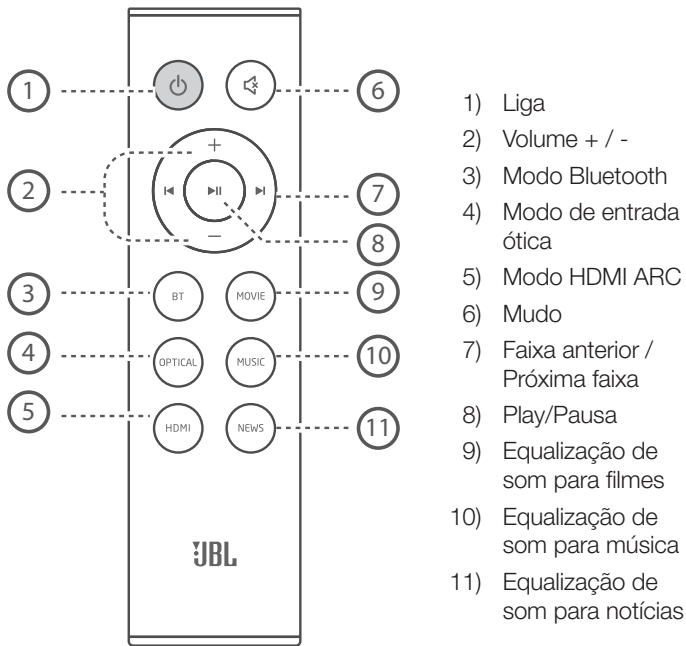 1
6
2
7
8
BT
MOVIE
3
9
OPTICAL
MUSIC
4
10
HDMI
NEWS
5
11
JBL
1) Liga
2) Volume + / -
3) Modo Bluetooth
4) Modo de entrada
ótica
5) Modo HDMI ARC
6) Mudo
7) Faixa anterior /
Próxima faixa
8) Play/Pausa
9) Equalização de
som para filmes
10) Equalização de
som para música
11) Equalização de
som para notícias